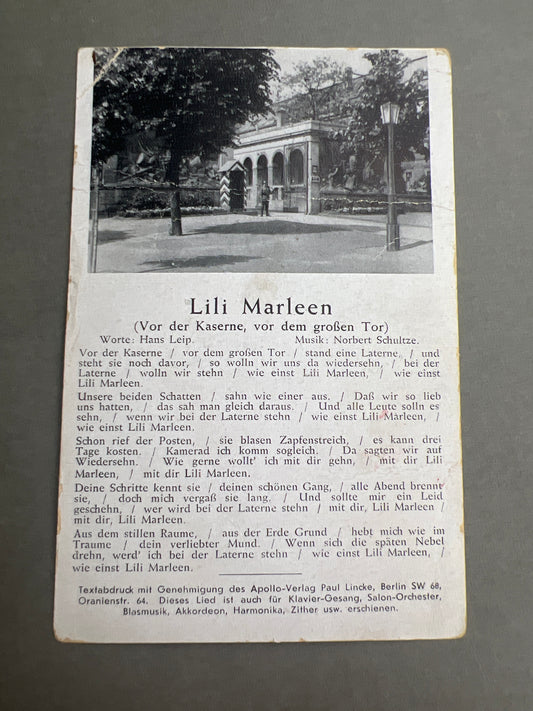 Lili Marleen
(Vor der Kaserne, vor dem großen Tor)
Worte: Hans Leip. Musik: Norbert Schultze.
Vor der Kaserne / vor dem großen Tor / stand eine Laterne, / und
steht sie noch davor, / so wolln wir uns da wiedersehn, / bei der
Laterne / wolln wir stehn / wie einst Lili Marleen, / wie einst
Lili Marleen.
Unsere beiden Schatten / sahn wie einer aus. / Daß wir so lieb
uns hatten, / das sah man gleich daraus. / Und alle Leute solln es
sehn, / wenn wir bei der Laterne stehn / wie einst Lili Marleen, /
wie einst Lili Marleen.
Schon rief der Posten, / sie blasen Zapfenstreich, / es kann drei
Tage kosten. / Kamerad ich komm sogleich. / Da sagten wir auf
Wiedersehn. / Wie gerne wollt' ich mit dir gehn, / mit dir Lili
Marleen, / mit dir Lili Marleen.
Deine Schritte kennt sie / deinen schönen Gang, / alle Abend brennt
sie, / doch mich vergaß sie lang. / Und sollte mir ein Leid
geschehn, / wer wird bei der Laterne stehn / mit dir, Lili Marleen /
mit dir, Lili Marleen.
Aus dem stillen Raume, / aus der Erde Grund / hebt mich wie im
Traume / dein verliebter Mund. / Wenn sich die späten Nebel
drehn, werd' ich bei der Laterne stehn / wie einst Lili Marleen, /
wie einst Lili Marleen.
Textabdruck mit Genehmigung des Apollo-Verlag Paul Lincke, Berlin SW 68,
Oranienstr. 64. Dieses Lied ist auch für Klavier-Gesang, Salon-Orchester,
Blasmusik, Akkordeon, Harmonika, Zither usw. erschienen.